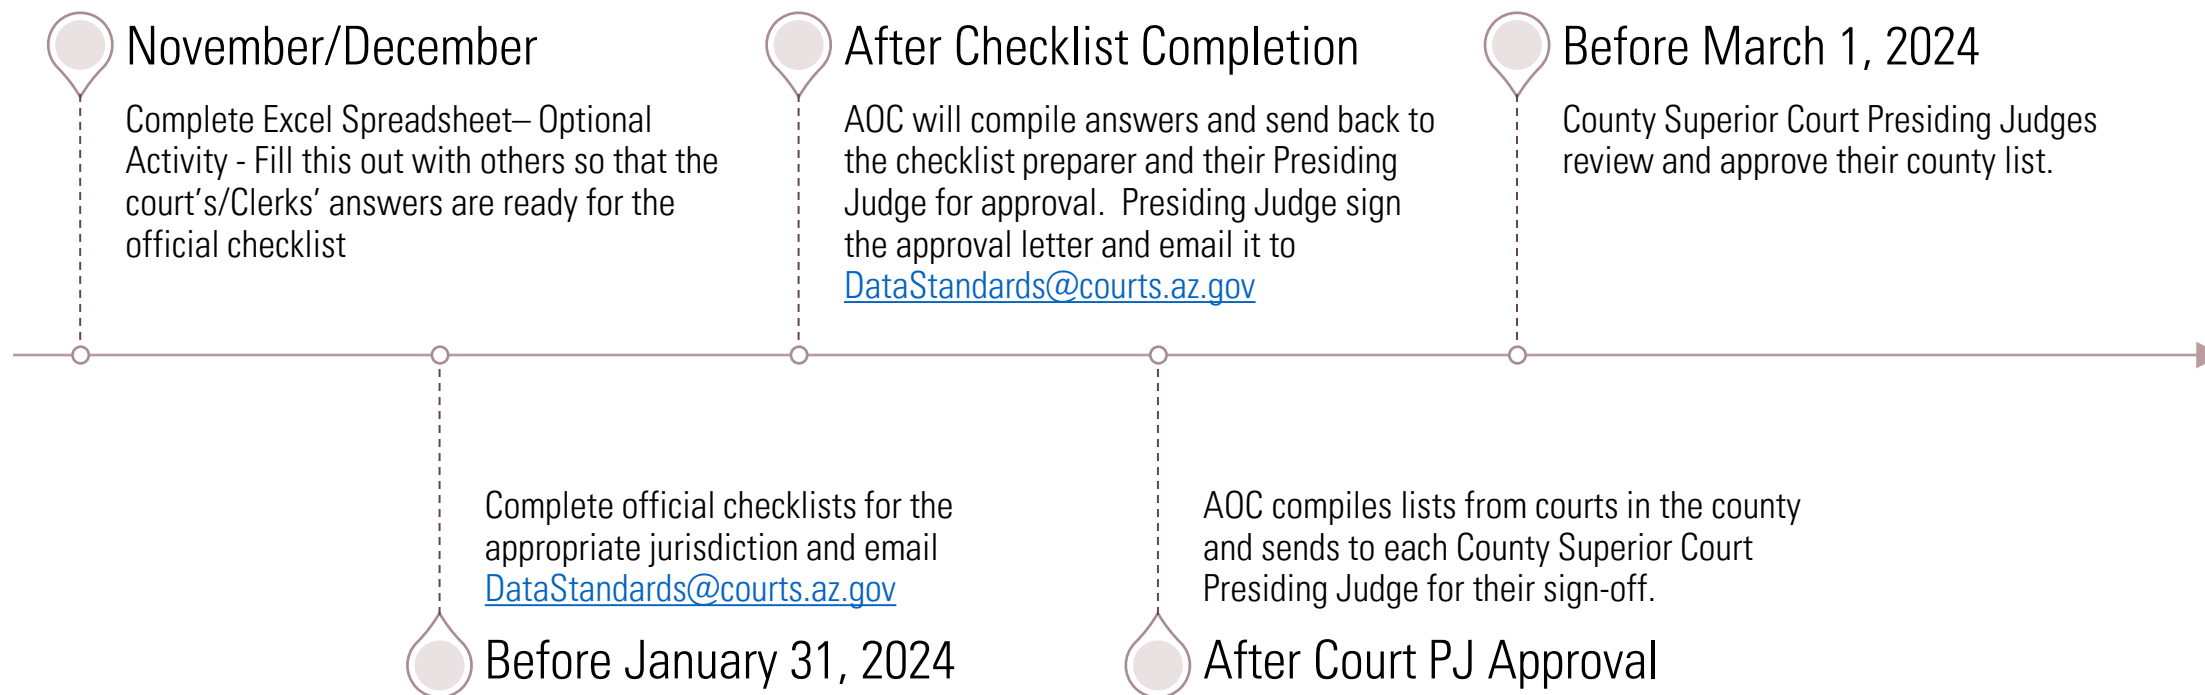 November/December
Complete Excel Spreadsheet– Optional
Activity - Fill this out with others so that the
court’s/Clerks’ answers are ready for the
official checklist
Complete official checklists for the
appropriate jurisdiction and email
DataStandards@courts.az.gov
Before January 31, 2024
After Checklist Completion
AOC will compile answers and send back to
the checklist preparer and their Presiding
Judge for approval.  Presiding Judge sign
the approval letter and email it to
DataStandards@courts.az.gov
AOC compiles lists from courts in the county
and sends to each County Superior Court
Presiding Judge for their sign-off.
After Court PJ Approval
Before March 1, 2024
County Superior Court Presiding Judges
review and approve their county list.